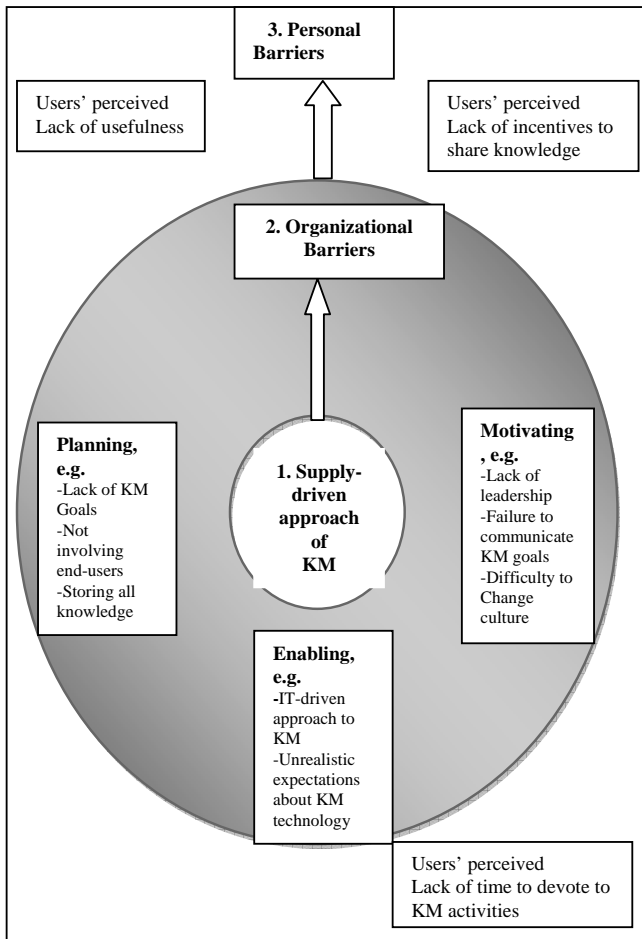 3. Personal
Barriers
Users’ perceived
Lack of usefulness
Users’ perceived
Lack of incentives to
share knowledge
2. Organizational
Barriers
Planning,
e.g.
-Lack of KM
Goals
-Not
involving
end-users
-Storing all
knowledge
1. Supply-
driven
approach
of
KM
Motivating
, e.g.
-Lack of
leadership
-Failure to
communicate
KM goals
-Difficulty to
Change
culture
Enabling,
e.g.
-IT-driven
approach to
KM
-Unrealistic
expectations
about KM
technology
Users’ perceived
Lack of time to devote to
KM activities